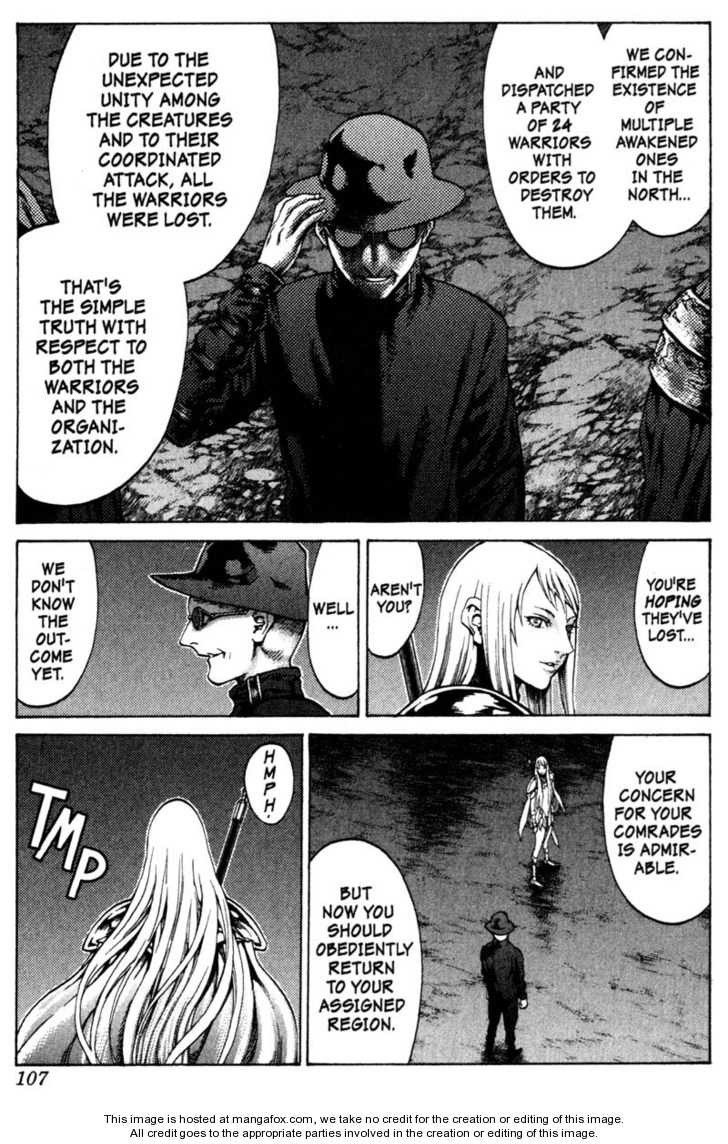 WE CON-
FIRMED THE
EXISTENCE
OF
MULTIPLE
AWAKENED
ONES
IN THE
NORTH...
AND
DISPATCHED
A PARTY
OF 24
WARRIORS
WITH
ORDERS TO
DESTROY
THEM.
DUE TO THE
UNEXPECTED
UNITY AMONG
THE CREATURES
AND TO THEIR
COORDINATED
ATTACK, ALL
THE WARRIORS
WERE LOST.
THAT'S
THE SIMPLE
TRUTH WITH
RESPECT TO
BOTH THE
WARRIORS
AND THE
ORGANI-
ZATION.
YOU'RE
HOPING
THEY'VE
LOST...
AREN'T
YOU?
WELL
...
WE
DON'T
KNOW
THE
OUT-
COME
YET.
YOUR
CONCERN
FOR YOUR
COMRADES
IS ADMIR-
ABLE.
BUT
NOW YOU
SHOULD
OBEDIENTLY
RETURN
TO YOUR
ASSIGNED
REGION.
HMPH.
TMP
107
This image is hosted at mangafox.com, we take no credit for the creation or editing of this image.
All credit goes to the appropriate parties involved in the creation or editing of this image.